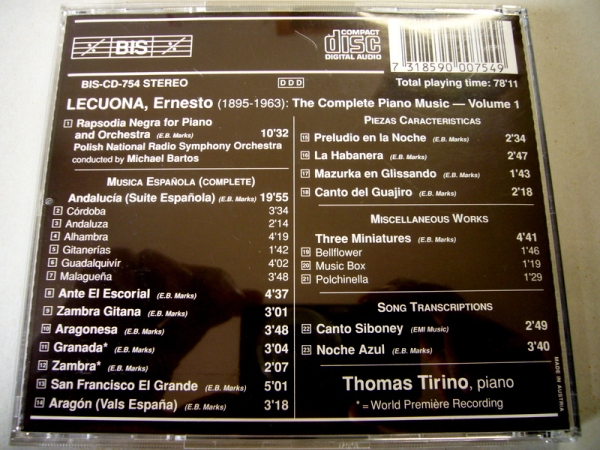 BIS
COMPACT
disc
DIGITAL AUDIO
7 318590 007549
BIS-CD-754 STEREO
DDD
Total playing time: 78'11
LECUONA, Ernesto (1895-1963): The Complete Piano Music — Volume 1
1 Rapsodia Negra for Piano
and Orchestra (E.B. Marks) 10'32
Polish National Radio Symphony Orchestra
conducted by Michael Bartos
MUSICA ESPAÑOLA (COMPLETE)
Andalucía (Suite Española) (E.B. Marks) 19'55
2 Córdoba 3'34
3 Andaluza 2'14
4 Alhambra 4'19
5 Gitanerías 1'42
6 Guadalquivir 4'02
7 Malagueña 3'48
8 Ante El Escorial (E.B. Marks) 4'37
9 Zambra Gitana (E.B. Marks) 3'01
10 Aragonesa (E.B. Marks) 3'48
11 Granada* (E.B. Marks) 3'04
12 Zambra* (E.B. Marks) 2'07
13 San Francisco El Grande (E.B. Marks) 5'01
14 Aragón (Vals España) (E.B. Marks) 3'18
PIEZAS CARACTERISTICAS
15 Preludio en la Noche (E.B. Marks) 2'34
16 La Habanera (E.B. Marks) 2'47
17 Mazurka en Glissando (E.B. Marks) 1'43
18 Canto del Guajiro (E.B. Marks) 2'18
MISCELLANEOUS WORKS
Three Miniatures (E.B. Marks) 4'41
19 Bellflower 1'46
20 Music Box 1'19
21 Polchinella 1'29
SONG TRANSCRIPTIONS
22 Canto Siboney (EMI Music) 2'49
23 Noche Azul (E.B. Marks) 3'40
Thomas Tirino, piano
* = World Première Recording
MADE IN AUSTRIA